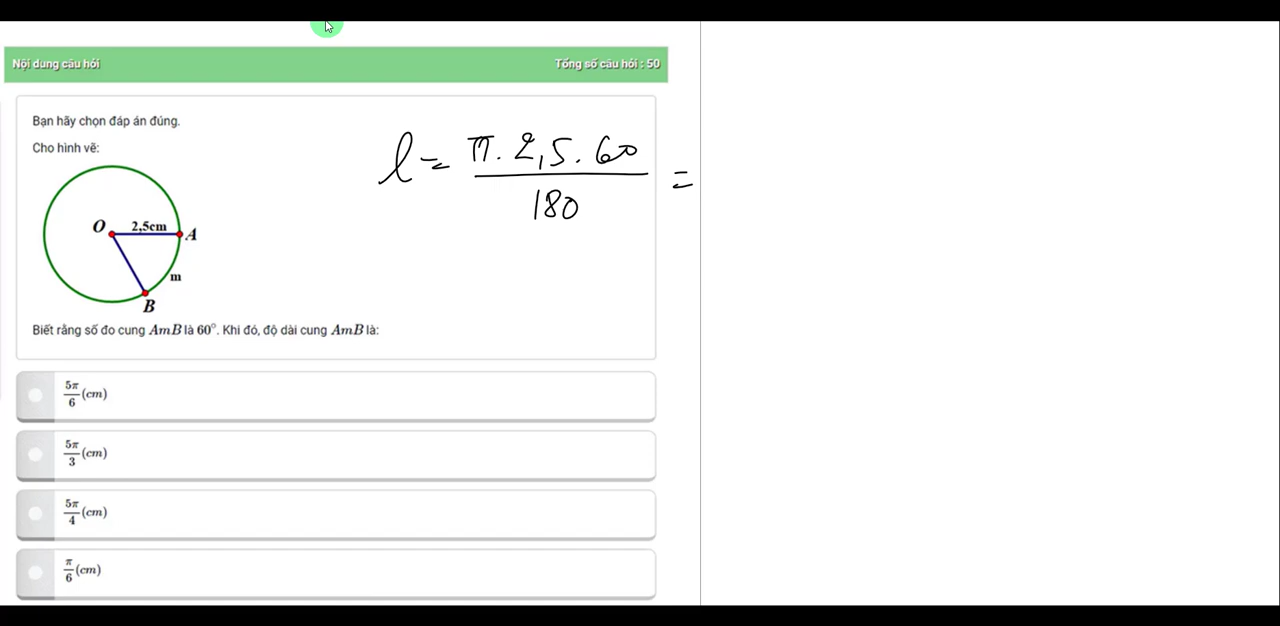 Nội dung câu hỏi
Tổng số câu hỏi : 50
Bạn hãy chọn đáp án đúng.
Cho hình vẽ:
O 2,5cm A
m
B
l = π. 2,5. 60 / 180 =
Biết rằng số đo cung AmB là 60°. Khi đó, độ dài cung AmB là:
5π/6 (cm)
5π/3 (cm)
5π/4 (cm)
π/6 (cm)